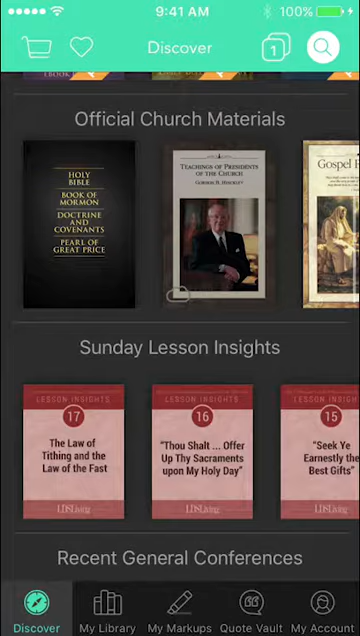 9:41 AM
100%
Discover
1
Official Church Materials
HOLY
BIBLE
BOOK OF
MORMON
DOCTRINE
AND
COVENANTS
PEARL OF
GREAT PRICE
TEACHINGS OF PRESIDENTS
OF THE CHURCH
GORDON B. HINCKLEY
Gospel
Sunday Lesson Insights
LESSON INSIGHTS
17
The Law of
Tithing and the
Law of the Fast
LDSLiving
LESSON INSIGHTS
16
"Thou Shalt ... Offer
Up Thy Sacraments
upon My Holy Day"
LDSLiving
LESSON INSIGHTS
15
"Seek Ye
Earnestly the
Best Gifts"
LDSLiving
Recent General Conferences
Discover
My Library
My Markups
Quote Vault
My Account